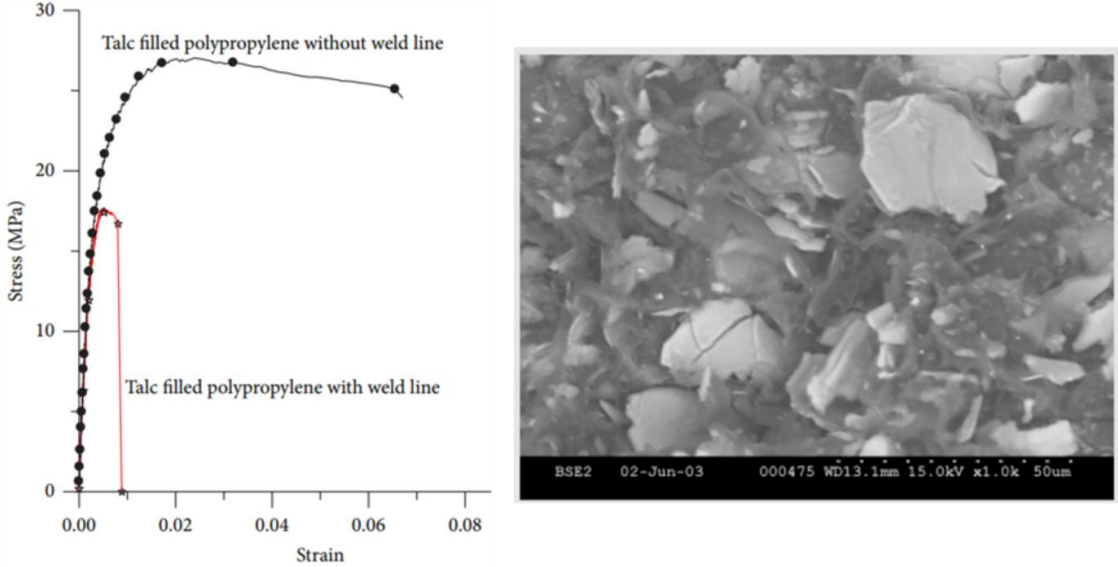 30
Talc filled polypropylene without weld line
20
Stress (MPa)
10
Talc filled polypropylene with weld line
0
0.00 0.02 0.04 0.06 0.08
Strain
BSE2 02-Jun-03 000475 WD13.1mm 15.0kV x1.0k 50um